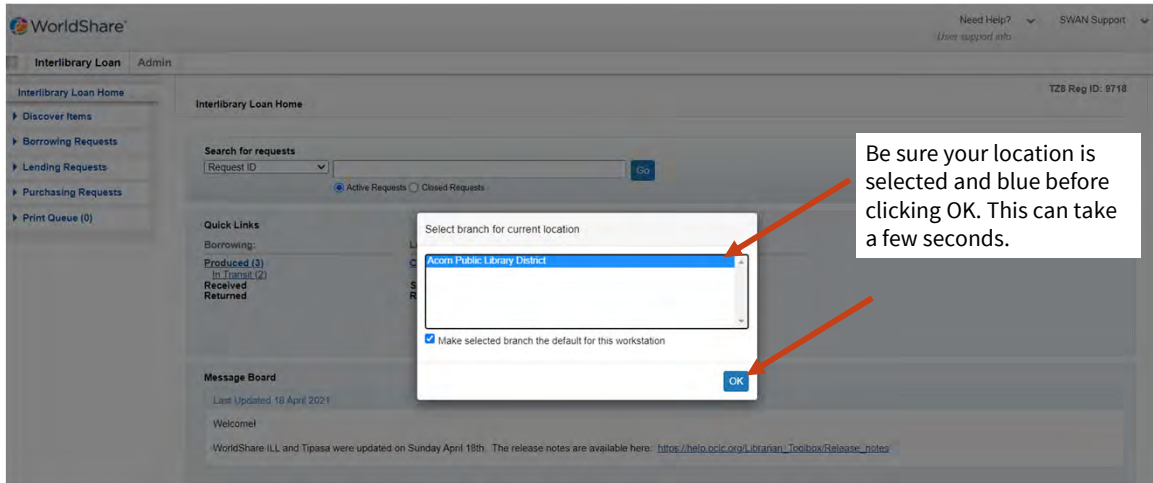 WorldShare®
Need Help?
SWAN Support
User support info
Interlibrary Loan
Admin
TZ8 Reg ID: 9718
Interlibrary Loan Home
Discover Items
Borrowing Requests
Lending Requests
Purchasing Requests
Print Queue (0)
Interlibrary Loan Home
Search for requests
Request ID
Go
Active Requests
Closed Requests
Be sure your location is
selected and blue before
clicking OK. This can take
a few seconds.
Quick Links
Borrowing:
Produced (3)
In Transit (2)
Received
Returned
Select branch for current location
Acorn Public Library District
Make selected branch the default for this workstation
OK
Message Board
Last Updated 18 April 2021
Welcome!
WorldShare ILL and Tipasa were updated on Sunday April 18th. The release notes are available here: https://help.oclc.org/Librarian_Toolbox/Release_notes